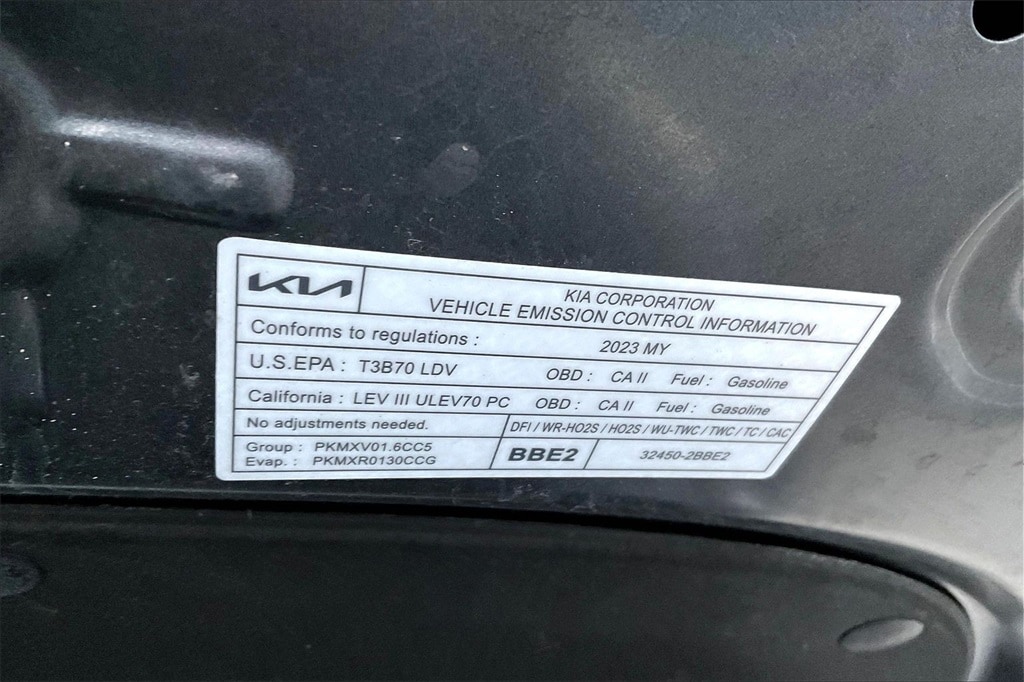 KIA
KIA CORPORATION
VEHICLE EMISSION CONTROL INFORMATION
Conforms to regulations : 2023 MY
U.S.EPA : T3B70 LDV OBD : CA II Fuel : Gasoline
California : LEV III ULEV70 PC OBD : CA II Fuel : Gasoline
No adjustments needed. DFI / WR-HO2S / HO2S / WU-TWC / TWC / TC / CAC
Group : PKMXV01.6CC5
Evap. : PKMXR0130CCG
BBE2 32450-2BBE2